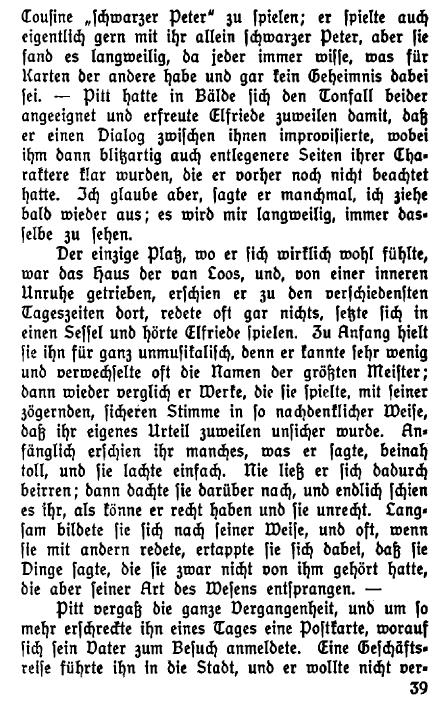 Cousine „schwarzer Peter“ zu spielen; er spielte auch
eigentlich gern mit ihr allein schwarzer Peter, aber sie
fand es langweilig, da jeder immer wisse, was für
Karten der andere habe und gar kein Geheimnis dabei
sei. — Pitt hatte in Bälde sich den Tonfall beider
angeeignet und erfreute Elfriede zuweilen damit, daß
er einen Dialog zwischen ihnen improvisierte, wobei
ihm dann blitzartig auch entlegenere Seiten ihrer Cha-
raktere klar wurden, die er vorher noch nicht beachtet
hatte. Ich glaube aber, sagte er manchmal, ich ziehe
bald wieder aus; es wird mir langweilig, immer das-
selbe zu sehen.
Der einzige Platz, wo er sich wirklich wohl fühlte,
war das Haus der van Loos, und, von einer inneren
Unruhe getrieben, erschien er zu den verschiedensten
Tageszeiten dort, redete oft gar nichts, setzte sich in
einen Sessel und hörte Elfriede spielen. Zu Anfang hielt
sie ihn für ganz unmusikalisch, denn er kannte sehr wenig
und verwechselte oft die Namen der größten Meister;
dann wieder verglich er Werke, die sie spielte, mit seiner
zögernden, sicheren Stimme in so nachdenklicher Weise,
daß ihr eigenes Urteil zuweilen unsicher wurde. An-
fänglich erschien ihr manches, was er sagte, beinah
toll, und sie lachte einfach. Nie ließ er sich dadurch
beirren; dann dachte sie darüber nach, und endlich schien
es ihr, als könne er recht haben und sie unrecht. Lang-
sam bildete sie sich nach seiner Weise, und oft, wenn
sie mit andern redete, ertappte sie sich dabei, daß sie
Dinge sagte, die sie zwar nicht von ihm gehört hatte,
die aber seiner Art des Wesens entsprangen. —
Pitt vergaß die ganze Vergangenheit, und um so
mehr erschreckte ihn eines Tages eine Postkarte, worauf
sich sein Vater zum Besuch anmeldete. Eine Geschäfts-
reise führte ihn in die Stadt, und er wollte nicht ver-
39